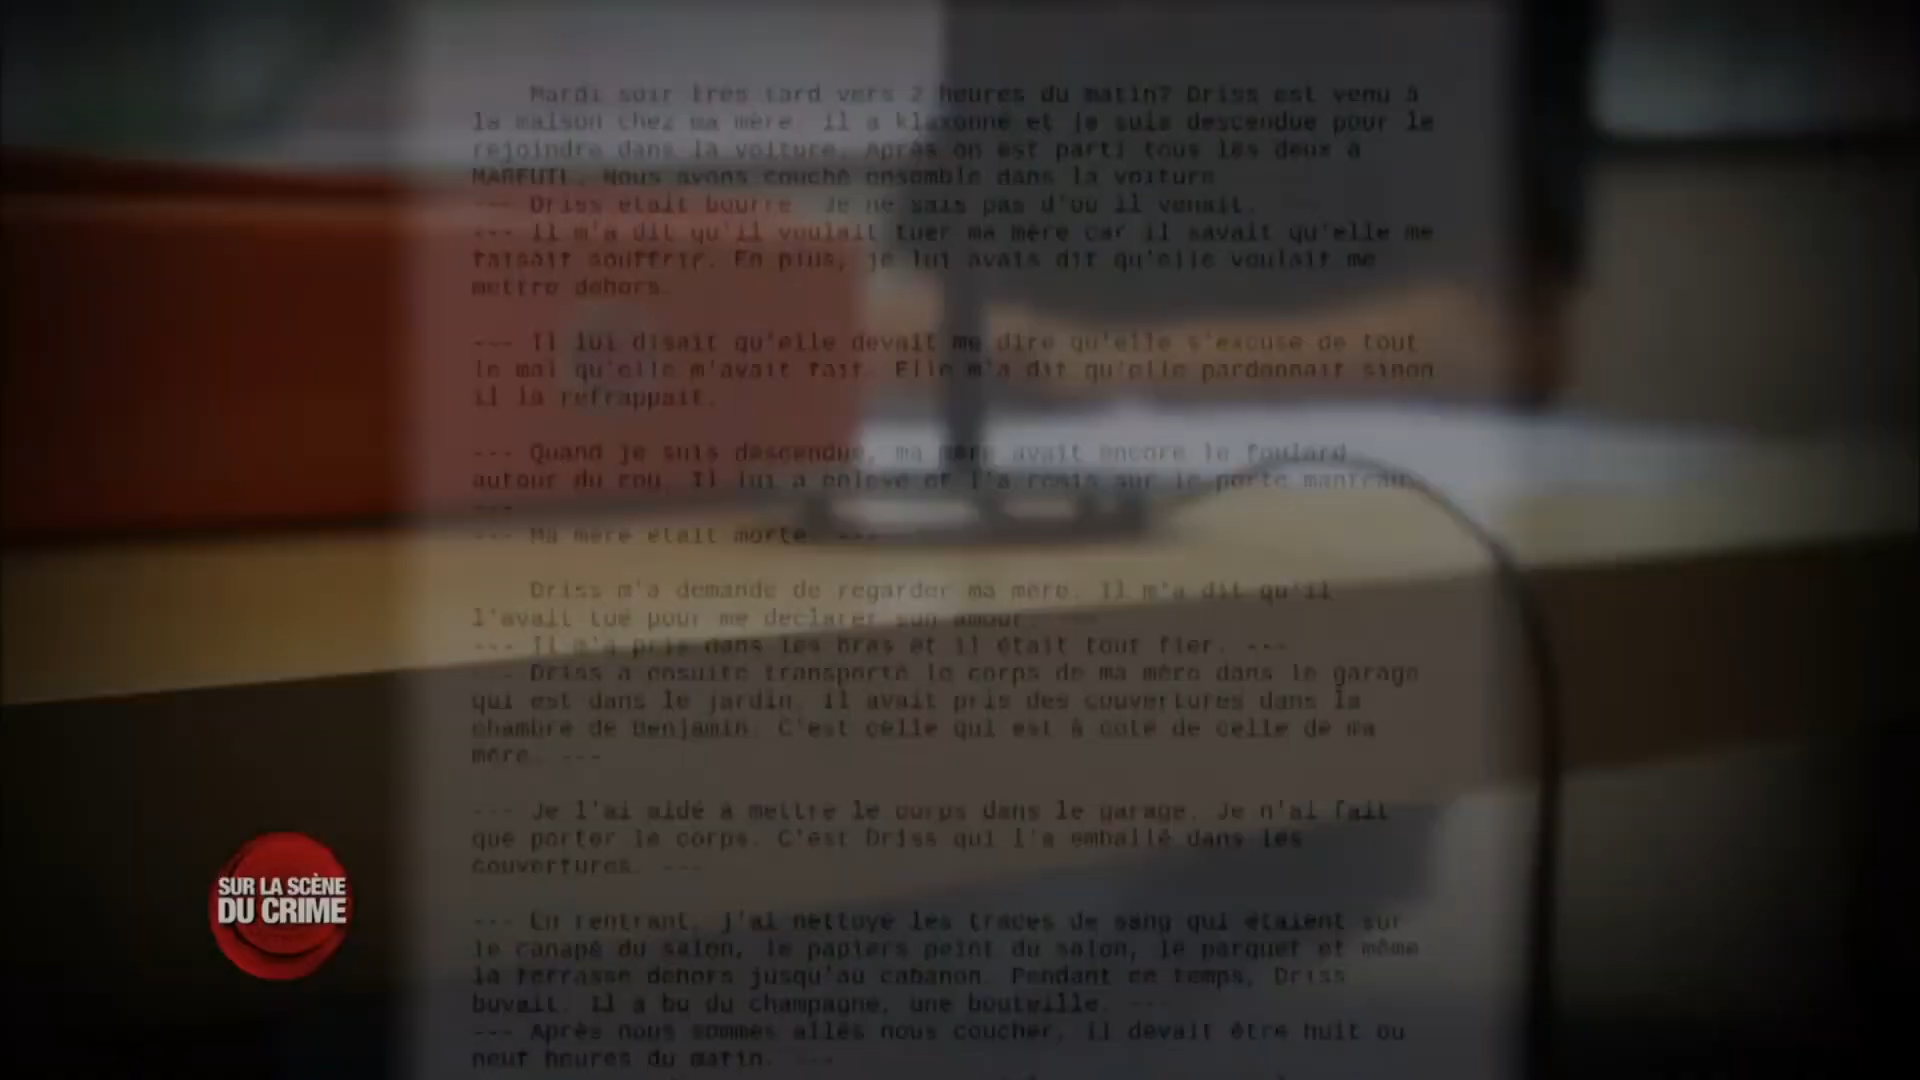 Mardi soir très tard vers 2 heures du matin? Driss est venu à
la maison chez ma mère. il a klaxonné et je suis descendue pour le
rejoindre dans la voiture. Après on est parti tous les deux à
MAREUIL. Nous avons couché ensemble dans la voiture
--- Driss était bourré. Je ne sais pas d'où il venait.
--- Il m'a dit qu'il voulait tuer ma mère car il savait qu'elle me
faisait souffrir. En plus, je lui avais dit qu'elle voulait me
mettre dehors.
--- Il lui disait qu'elle devait me dire qu'elle s'excuse de tout
le mal qu'elle m'avait fait. Elle m'a dit qu'elle pardonnait sinon
il la refrappait.
--- Quand je suis descendue, ma mère avait encore le foulard
autour du cou. Il lui a enlevé et l'a remis sur le porte manteau.
---
--- Ma mère était morte. ---
Driss m'a demandé de regarder ma mère. Il m'a dit qu'il
l'avait tué pour me déclarer son amour. ---
--- Il m'a pris dans les bras et il était tout fier. ---
--- Driss a ensuite transporté le corps de ma mère dans le garage
qui est dans le jardin. il avait pris des couvertures dans la
chambre de Benjamin. C'est celle qui est à coté de celle de ma
mère. ---
--- Je l'ai aidé à mettre le corps dans le garage. Je n'ai fait
que porter le corps. C'est Driss qui l'a emballé dans les
couvertures. ---
--- En rentrant, j'ai nettoyé les traces de sang qui étaient sur
le canapé du salon, le papiers peint du salon, le parquet et même
la terrasse dehors jusqu'au cabanon. Pendant ce temps, Driss
buvait. Il a bu du champagne, une bouteille. ---
--- Après nous sommes allés nous coucher, il devait être huit ou
neuf heures du matin. ---
SUR LA SCÈNE
DU CRIME